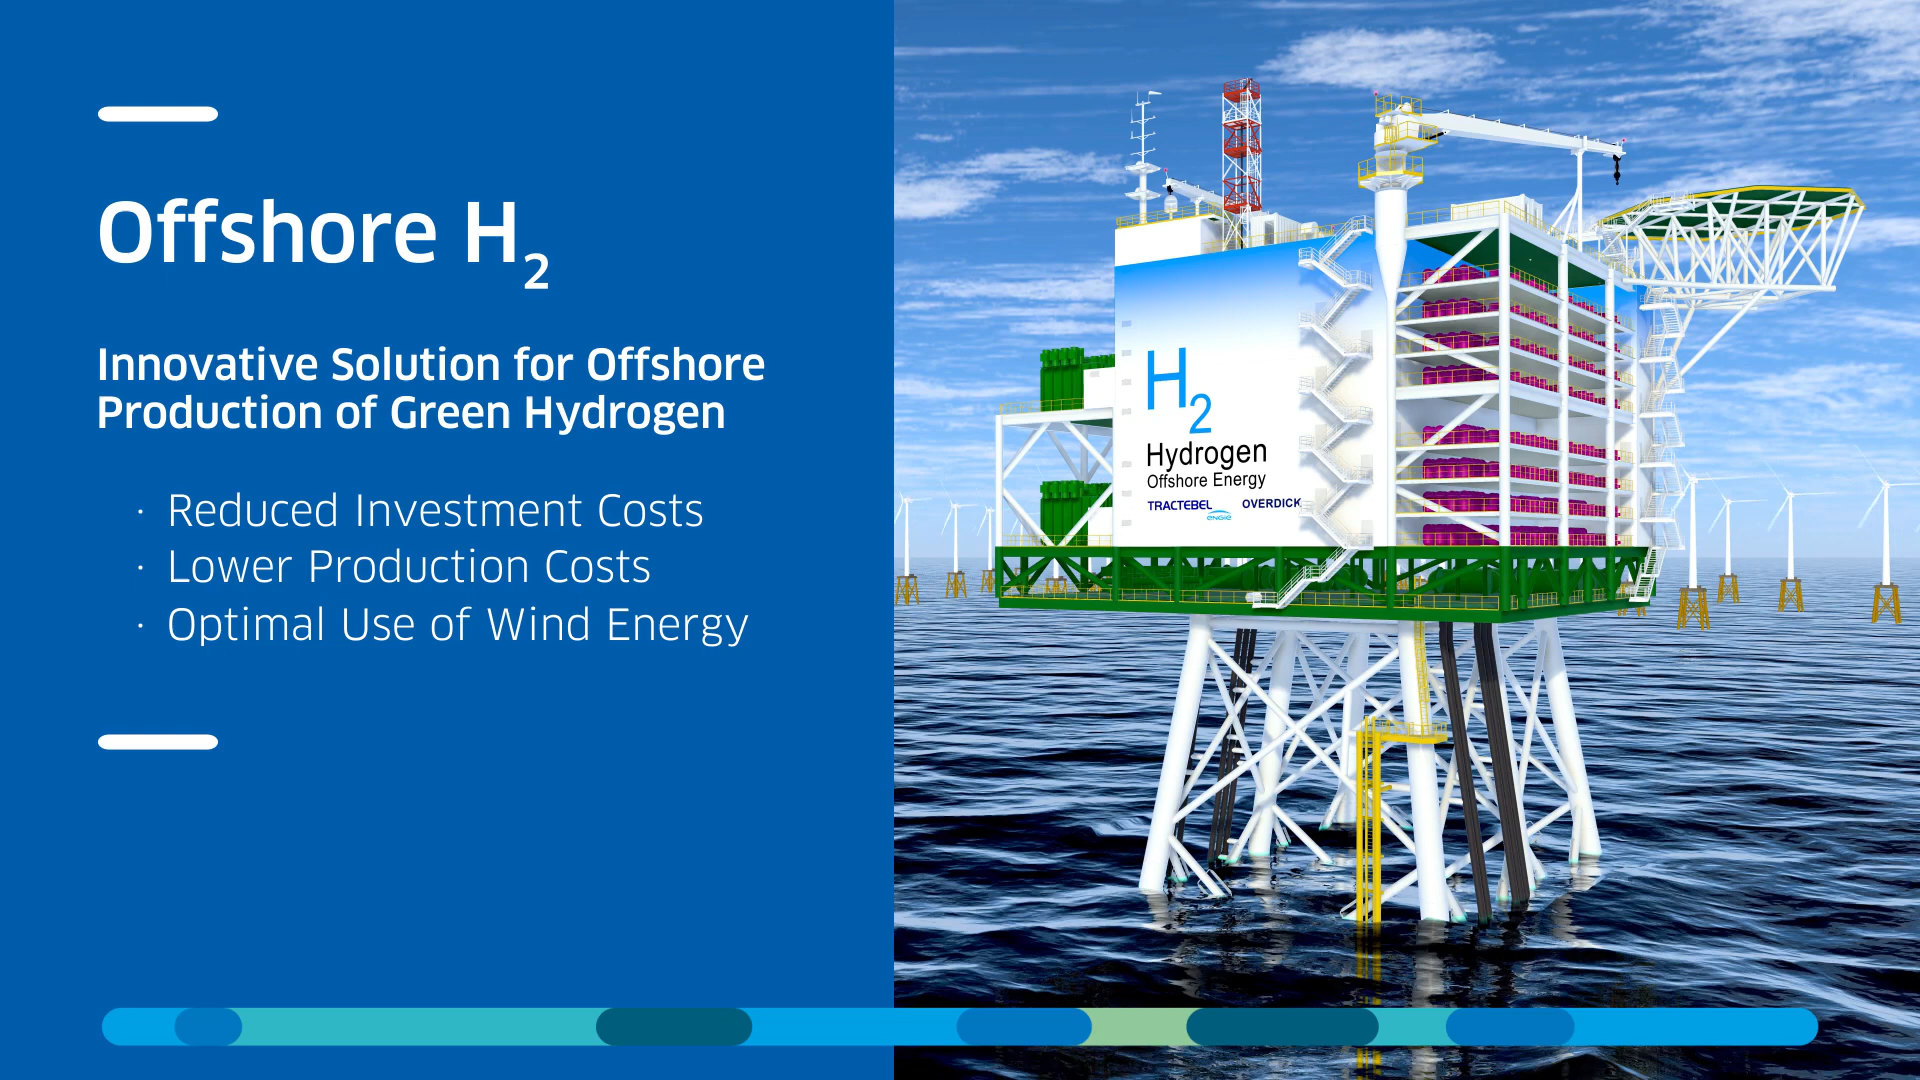 Offshore H₂
Innovative Solution for Offshore
Production of Green Hydrogen
· Reduced Investment Costs
· Lower Production Costs
· Optimal Use of Wind Energy
H₂
Hydrogen
Offshore Energy
TRACTEBEL OVERDICK
ENGIE